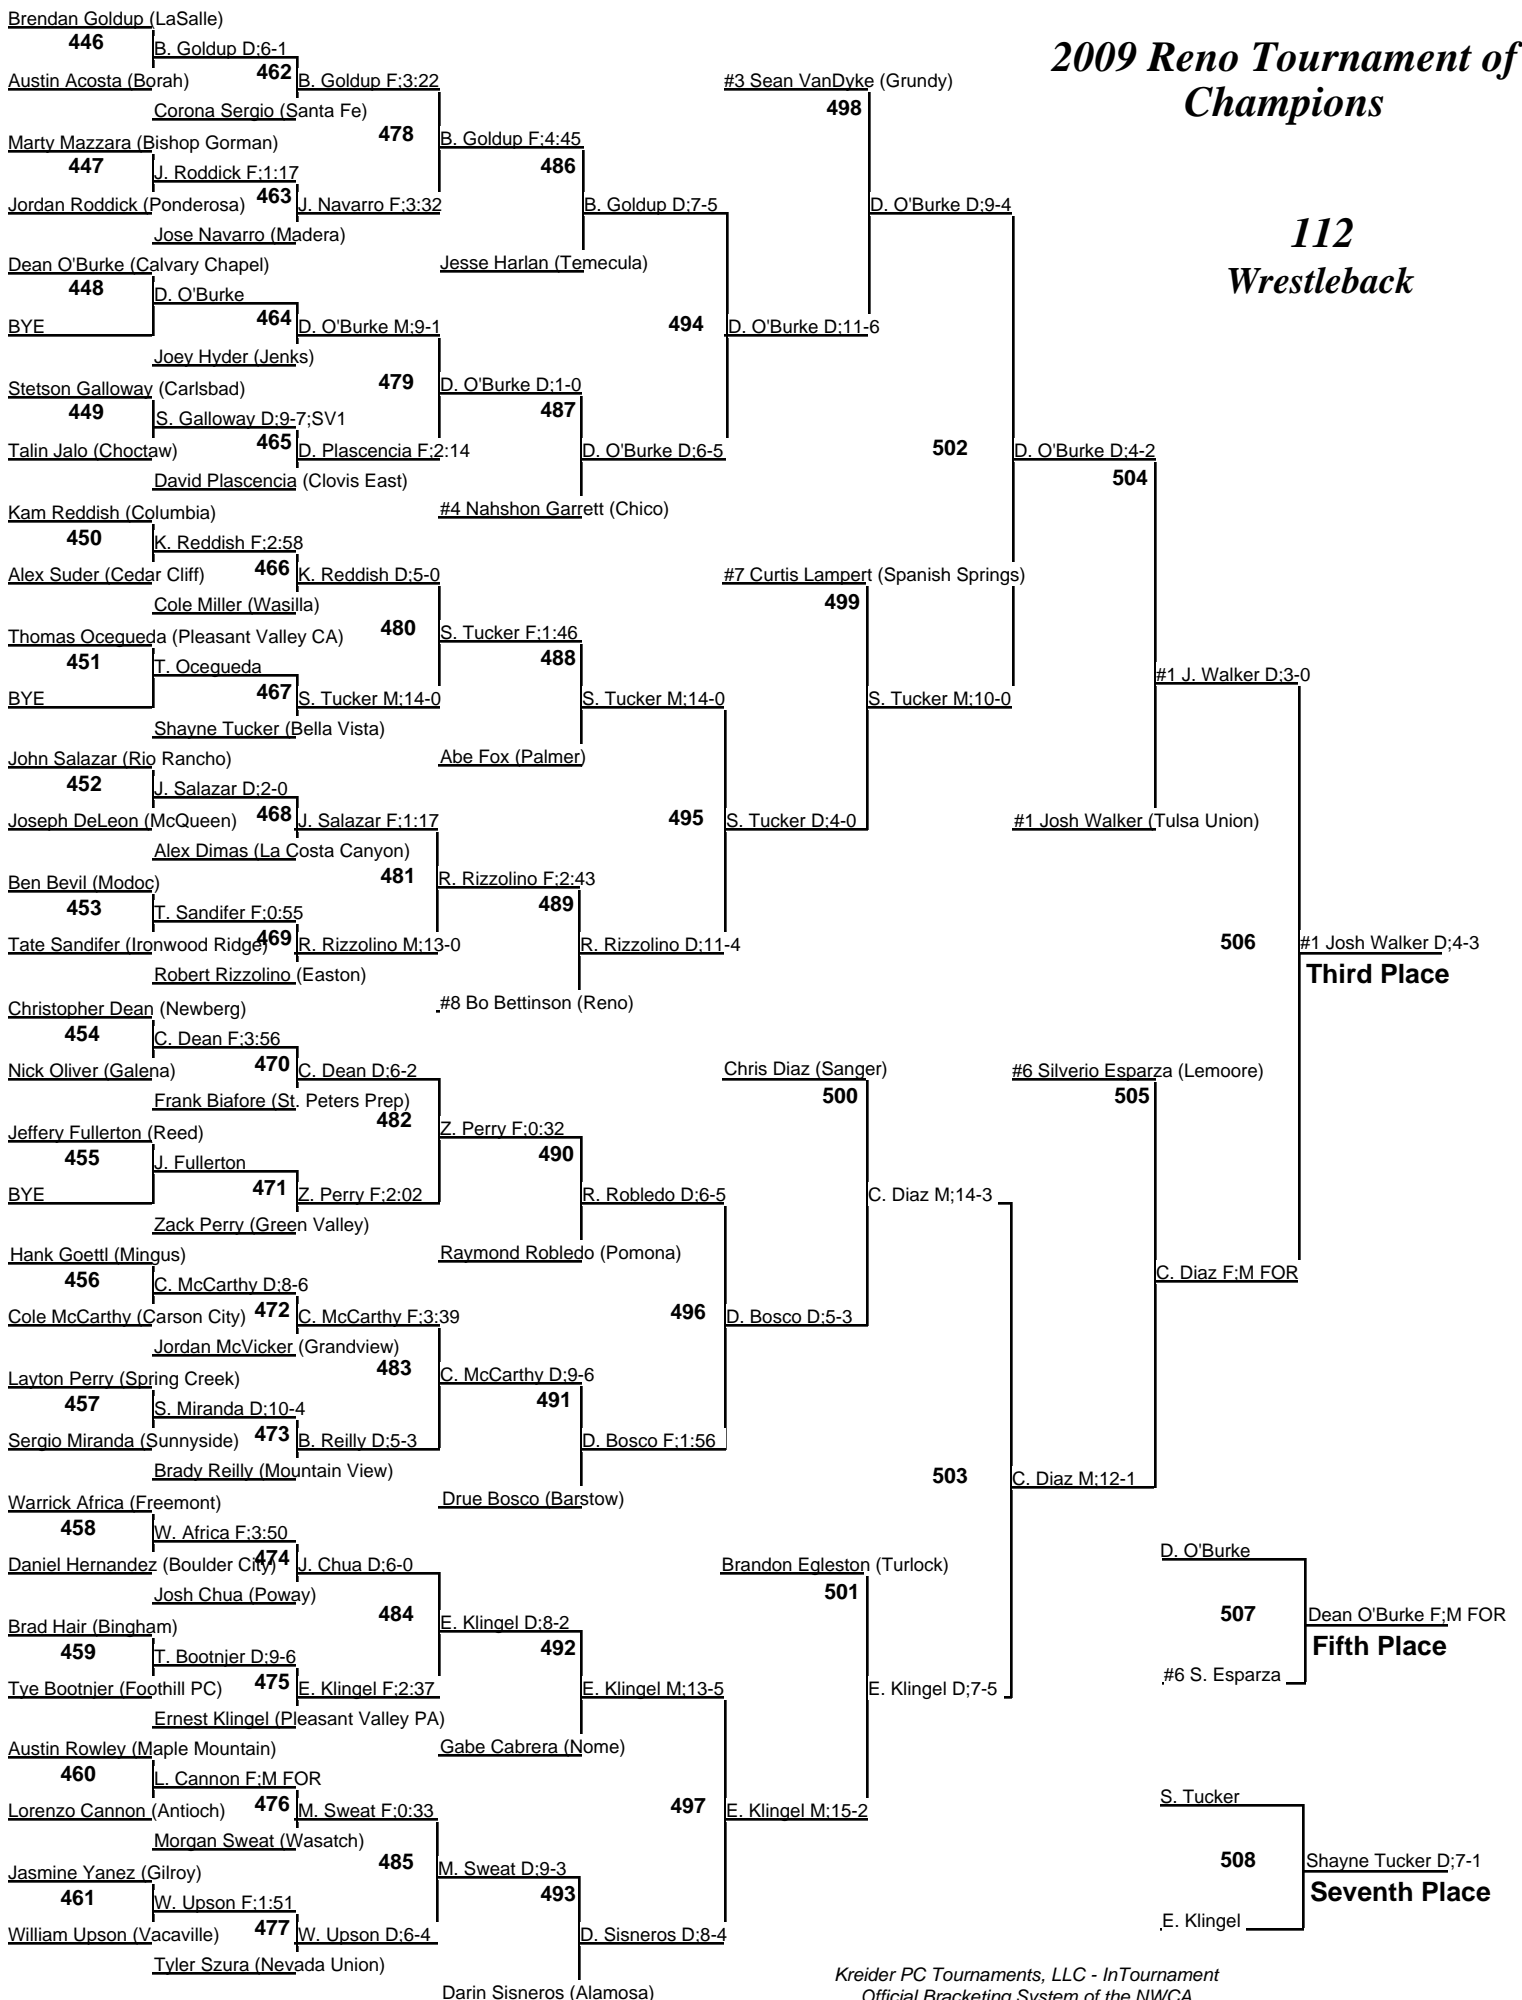 2009 Reno Tournament of
Champions
112
Wrestleback
Brendan Goldup (LaSalle)
446
B. Goldup D;6-1
Austin Acosta (Borah)
462
B. Goldup F;3:22
Corona Sergio (Santa Fe)
478
Marty Mazzara (Bishop Gorman)
B. Goldup F;4:45
447
J. Roddick F;1:17
486
Jordan Roddick (Ponderosa)
463
J. Navarro F;3:32
B. Goldup D;7-5
Jose Navarro (Madera)
Jesse Harlan (Temecula)
Dean O'Burke (Calvary Chapel)
448
D. O'Burke
BYE
464
D. O'Burke M;9-1
494
D. O'Burke D;11-6
Joey Hyder (Jenks)
479
D. O'Burke D;1-0
Stetson Galloway (Carlsbad)
449
S. Galloway D;9-7;SV1
487
Talin Jalo (Choctaw)
465
D. Plascencia F;2:14
D. O'Burke D;6-5
David Plascencia (Clovis East)
#4 Nahshon Garrett (Chico)
#3 Sean VanDyke (Grundy)
498
D. O'Burke D;9-4
502
D. O'Burke D;4-2
504
Kam Reddish (Columbia)
450
K. Reddish F;2:58
Alex Suder (Cedar Cliff)
466
K. Reddish D;5-0
#7 Curtis Lampert (Spanish Springs)
499
Cole Miller (Wasilla)
480
S. Tucker F;1:46
Thomas Ocegueda (Pleasant Valley CA)
451
T. Ocegueda
488
BYE
467
S. Tucker M;14-0
S. Tucker M;14-0
S. Tucker M;10-0
#1 J. Walker D;3-0
Shayne Tucker (Bella Vista)
Abe Fox (Palmer)
John Salazar (Rio Rancho)
452
J. Salazar D;2-0
Joseph DeLeon (McQueen)
468
J. Salazar F;1:17
495
S. Tucker D;4-0
#1 Josh Walker (Tulsa Union)
Alex Dimas (La Costa Canyon)
481
R. Rizzolino F;2:43
Ben Bevil (Modoc)
453
T. Sandifer F;0:55
489
Tate Sandifer (Ironwood Ridge)
469
R. Rizzolino M;13-0
R. Rizzolino D;11-4
506
#1 Josh Walker D;4-3
Third Place
Robert Rizzolino (Easton)
#8 Bo Bettinson (Reno)
Christopher Dean (Newberg)
454
C. Dean F;3:56
Nick Oliver (Galena)
470
C. Dean D;6-2
Chris Diaz (Sanger)
#6 Silverio Esparza (Lemoore)
500
505
Frank Biafore (St. Peters Prep)
482
Z. Perry F;0:32
Jeffery Fullerton (Reed)
455
J. Fullerton
490
BYE
471
Z. Perry F;2:02
R. Robledo D;6-5
C. Diaz M;14-3
Zack Perry (Green Valley)
Raymond Robledo (Pomona)
C. Diaz F;M FOR
Hank Goettl (Mingus)
456
C. McCarthy D;8-6
Cole McCarthy (Carson City)
472
C. McCarthy F;3:39
496
D. Bosco D;5-3
Jordan McVicker (Grandview)
483
C. McCarthy D;9-6
Layton Perry (Spring Creek)
457
S. Miranda D;10-4
491
Sergio Miranda (Sunnyside)
473
B. Reilly D;5-3
D. Bosco F;1:56
Brady Reilly (Mountain View)
503
C. Diaz M;12-1
Drue Bosco (Barstow)
Warrick Africa (Freemont)
458
W. Africa F;3:50
Daniel Hernandez (Boulder City)
474
J. Chua D;6-0
Brandon Egleston (Turlock)
501
D. O'Burke
Josh Chua (Poway)
484
E. Klingel D;8-2
507
Dean O'Burke F;M FOR
Fifth Place
Brad Hair (Bingham)
459
T. Bootnjer D;9-6
492
#6 S. Esparza
Tye Bootnjer (Foothill PC)
475
E. Klingel F;2:37
E. Klingel M;13-5
E. Klingel D;7-5
Ernest Klingel (Pleasant Valley PA)
Gabe Cabrera (Nome)
Austin Rowley (Maple Mountain)
460
L. Cannon F;M FOR
Lorenzo Cannon (Antioch)
476
M. Sweat F;0:33
497
E. Klingel M;15-2
S. Tucker
Morgan Sweat (Wasatch)
485
M. Sweat D;9-3
508
Shayne Tucker D;7-1
Seventh Place
Jasmine Yanez (Gilroy)
461
W. Upson F;1:51
493
E. Klingel
William Upson (Vacaville)
477
W. Upson D;6-4
D. Sisneros D;8-4
Tyler Szura (Nevada Union)
Darin Sisneros (Alamosa)
Kreider PC Tournaments, LLC - InTournament
Official Bracketing System of the NWCA